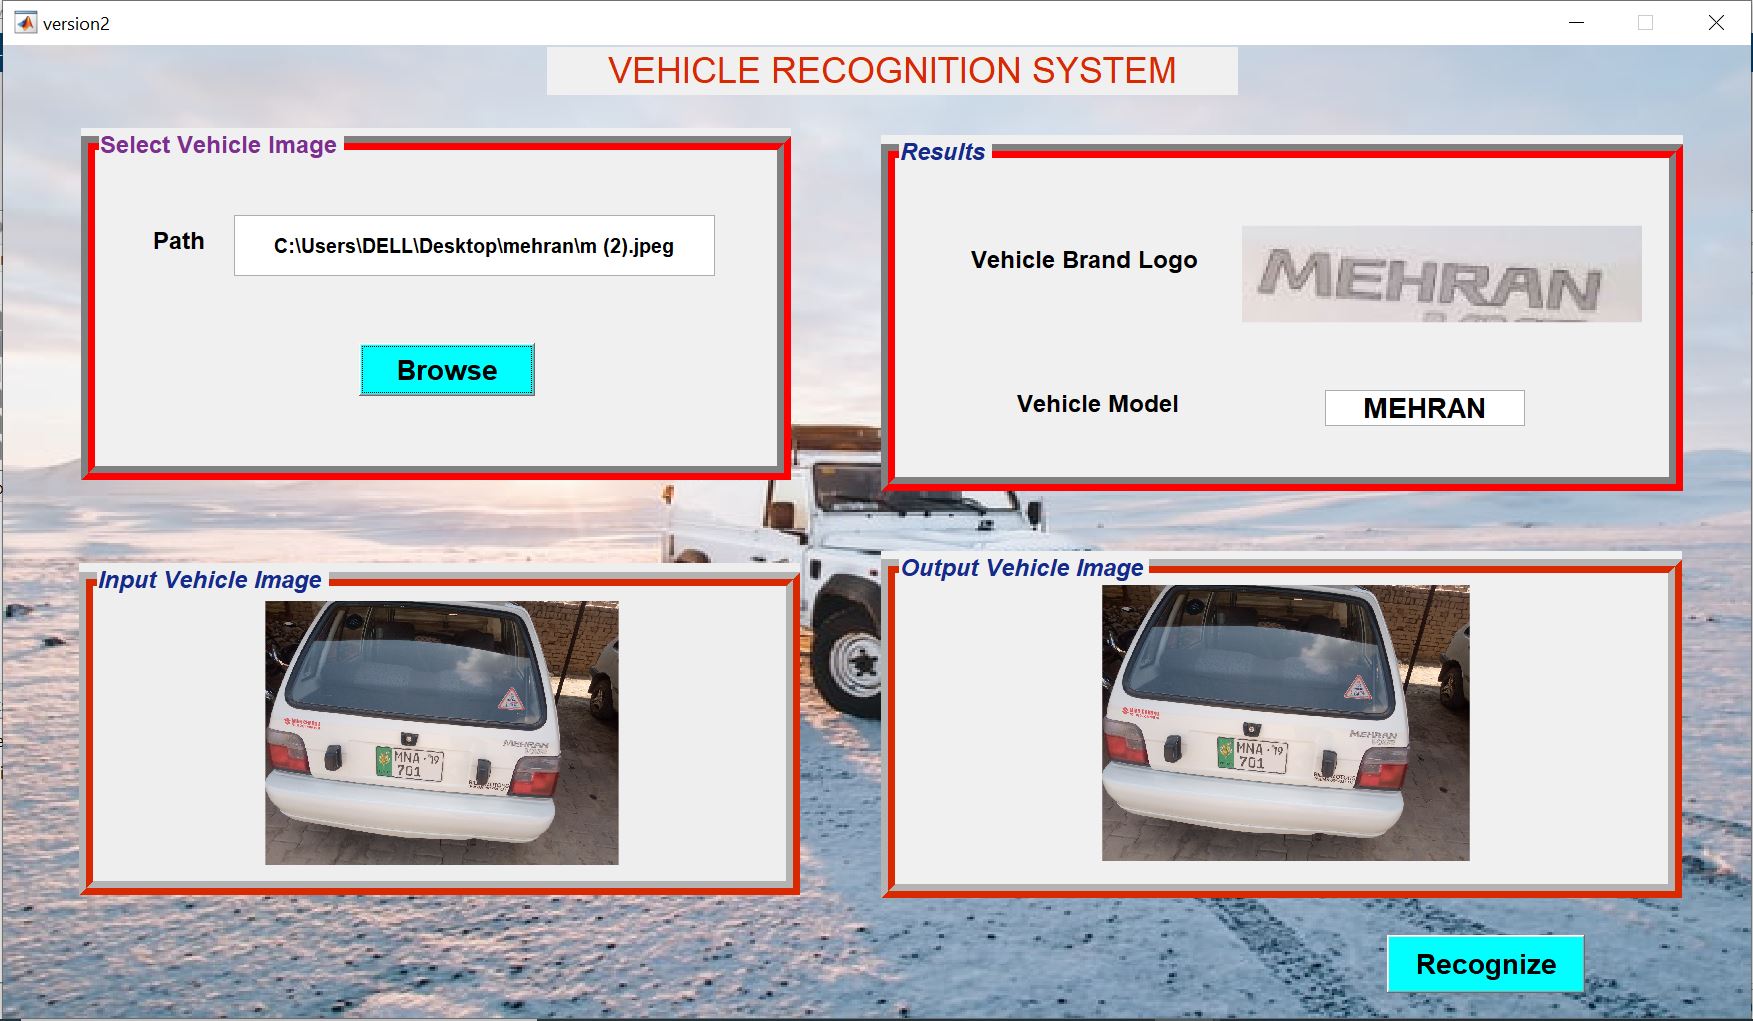 version2
VEHICLE RECOGNITION SYSTEM
Select Vehicle Image
Path
C:\Users\DELL\Desktop\mehran\m (2).jpeg
Browse
Results
Vehicle Brand Logo
MEHRAN
Vehicle Model
MEHRAN
Input Vehicle Image
MEHRAN
MNA-19
701
Output Vehicle Image
MEHRAN
MNA-19
701
Recognize